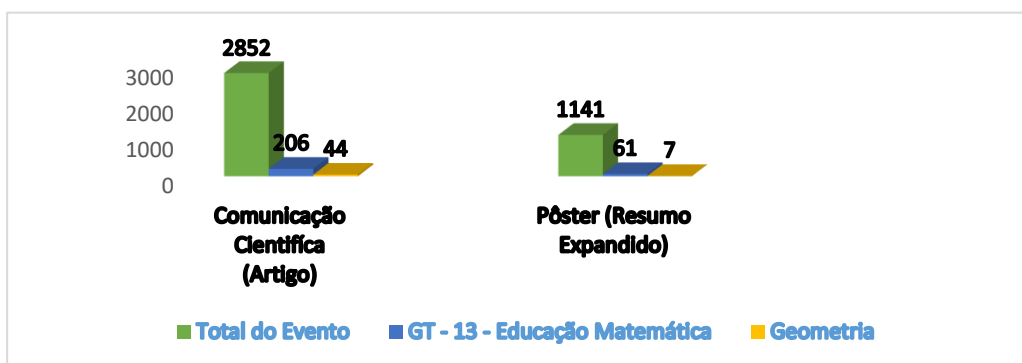 2852
3000
2000
1000
0
206
44
1141
61
7
Comunicação
Cientifíca
(Artigo)
Pôster (Resumo
Expandido)
Total do Evento
GT - 13 - Educação Matemática
Geometria